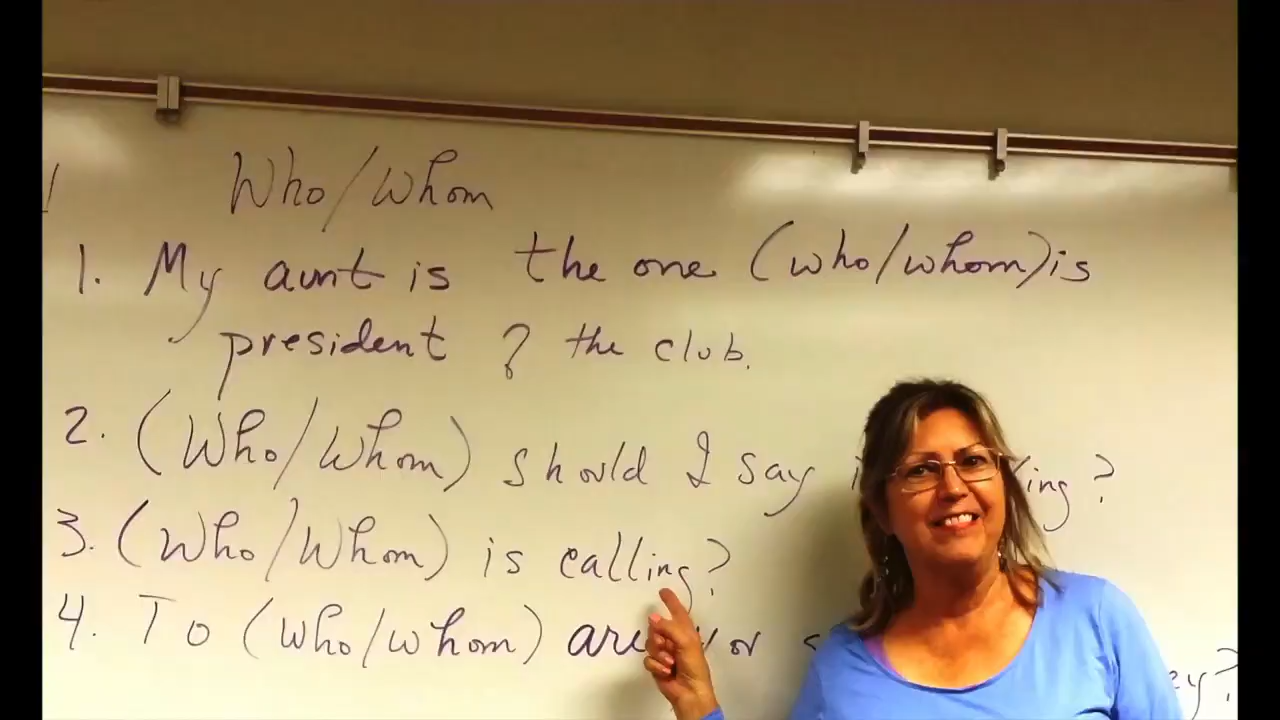 Who/Whom
1. My aunt is the one (who/whom) is
president ? the club.
2. (Who/Whom) should I say ing?
3. (Who/Whom) is calling?
4. To (who/whom) are ?